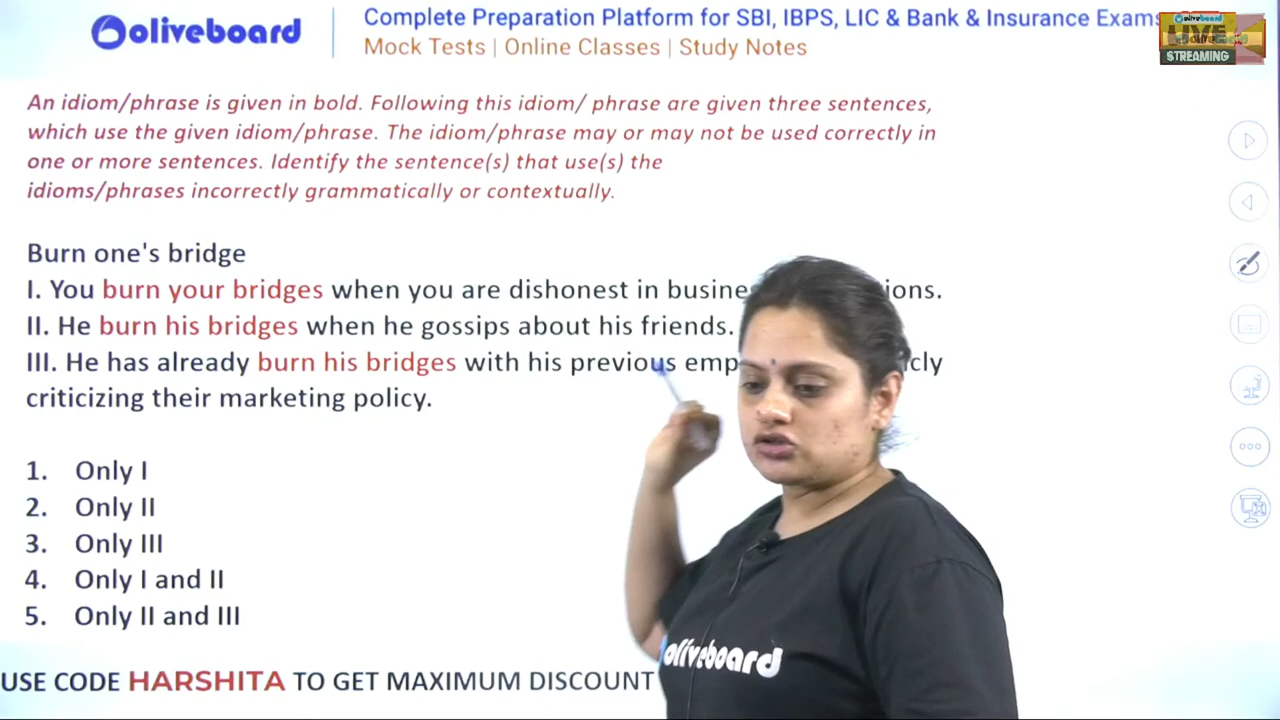 oliveboard
Complete Preparation Platform for SBI, IBPS, LIC & Bank & Insurance Exams
Mock Tests | Online Classes | Study Notes
oliveboard
LIVE
STREAMING
An idiom/phrase is given in bold. Following this idiom/ phrase are given three sentences,
which use the given idiom/phrase. The idiom/phrase may or may not be used correctly in
one or more sentences. Identify the sentence(s) that use(s) the
idioms/phrases incorrectly grammatically or contextually.
Burn one's bridge
I. You burn your bridges when you are dishonest in
II. He burn his bridges when he gossips about his friends.
III. He has already burn his bridges with his previous
criticizing their marketing policy.
1. Only I
2. Only II
3. Only III
4. Only I and II
5. Only II and III
oliveboard
USE CODE HARSHITA TO GET MAXIMUM DISCOUNT